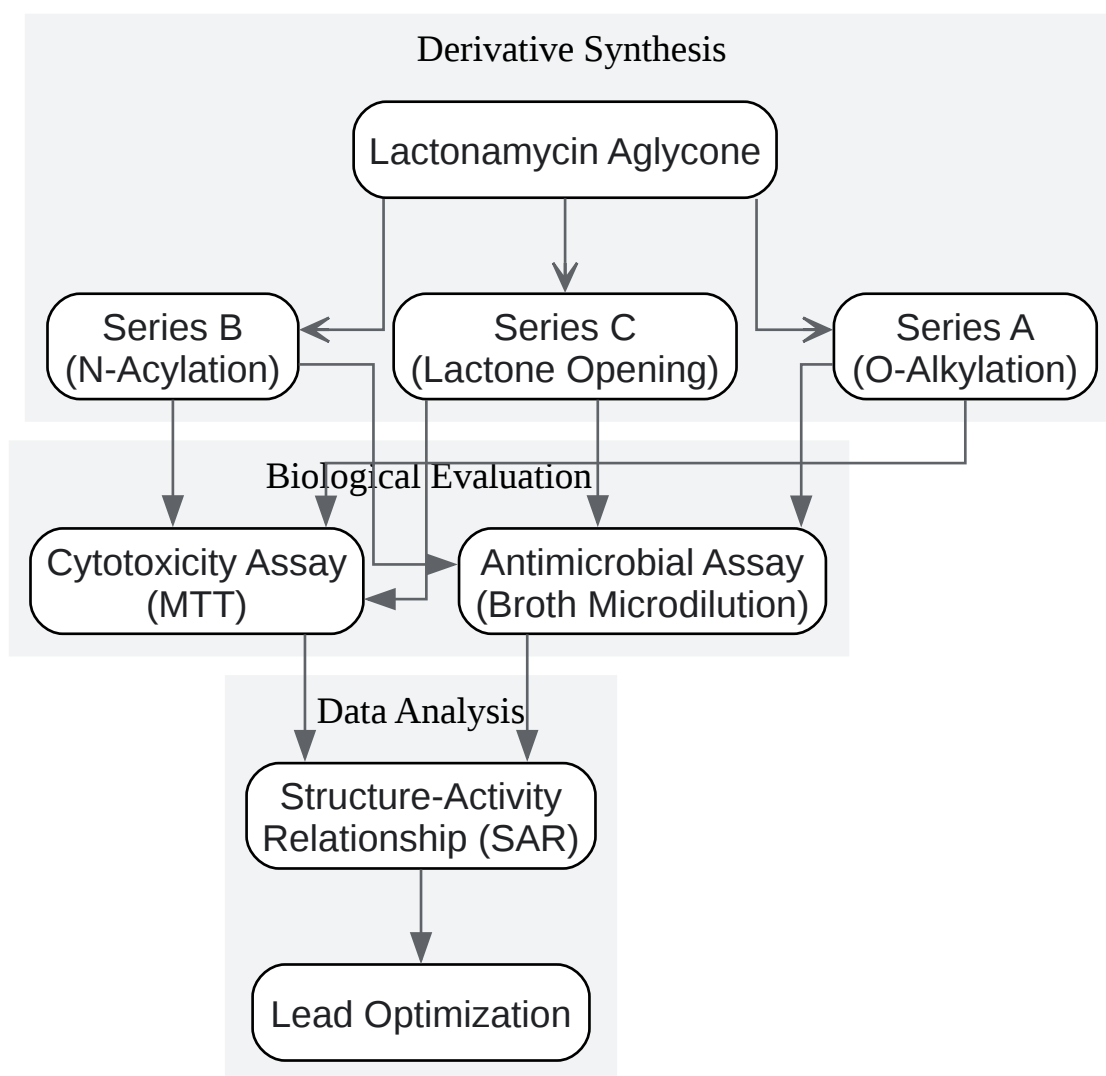 Derivative Synthesis
Lactonamycin Aglycone
Series B
(N-Acylation)
Series C
(Lactone Opening)
Series A
(O-Alkylation)
Biological Evaluation
Cytotoxicity Assay
(MTT)
Antimicrobial Assay
(Broth Microdilution)
Data Analysis
Structure-Activity
Relationship (SAR)
Lead Optimization